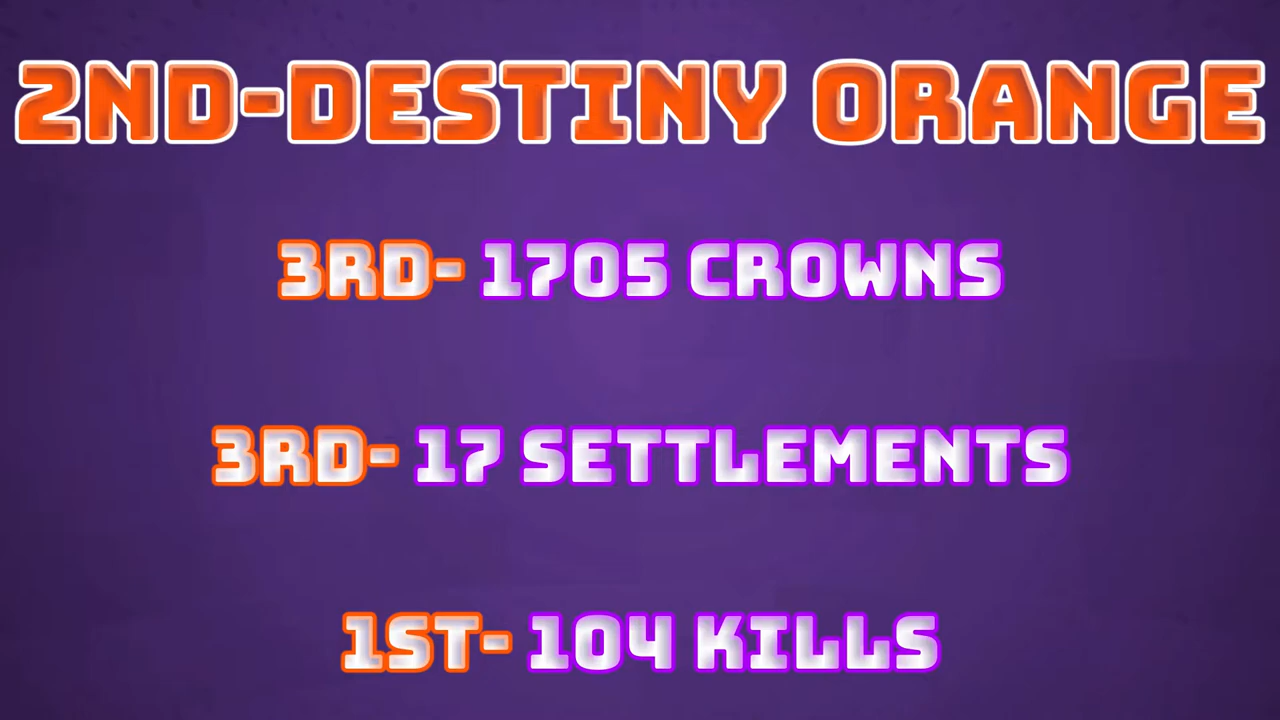 2ND-DESTINY ORANGE
3RD- 1705 CROWNS
3RD- 17 SETTLEMENTS
1ST- 104 KILLS